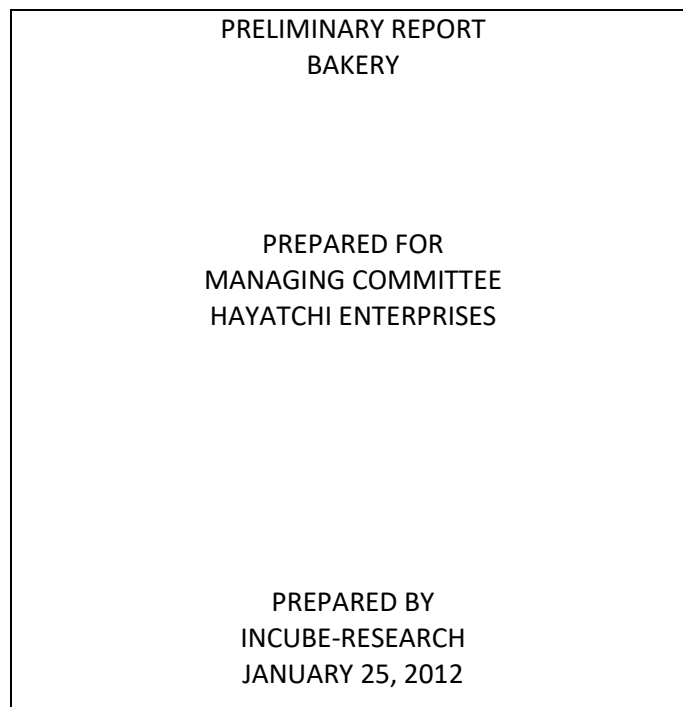 PRELIMINARY REPORT
BAKERY
PREPARED FOR
MANAGING COMMITTEE
HAYATCHI ENTERPRISES
PREPARED BY
INCUBE-RESEARCH
JANUARY 25, 2012